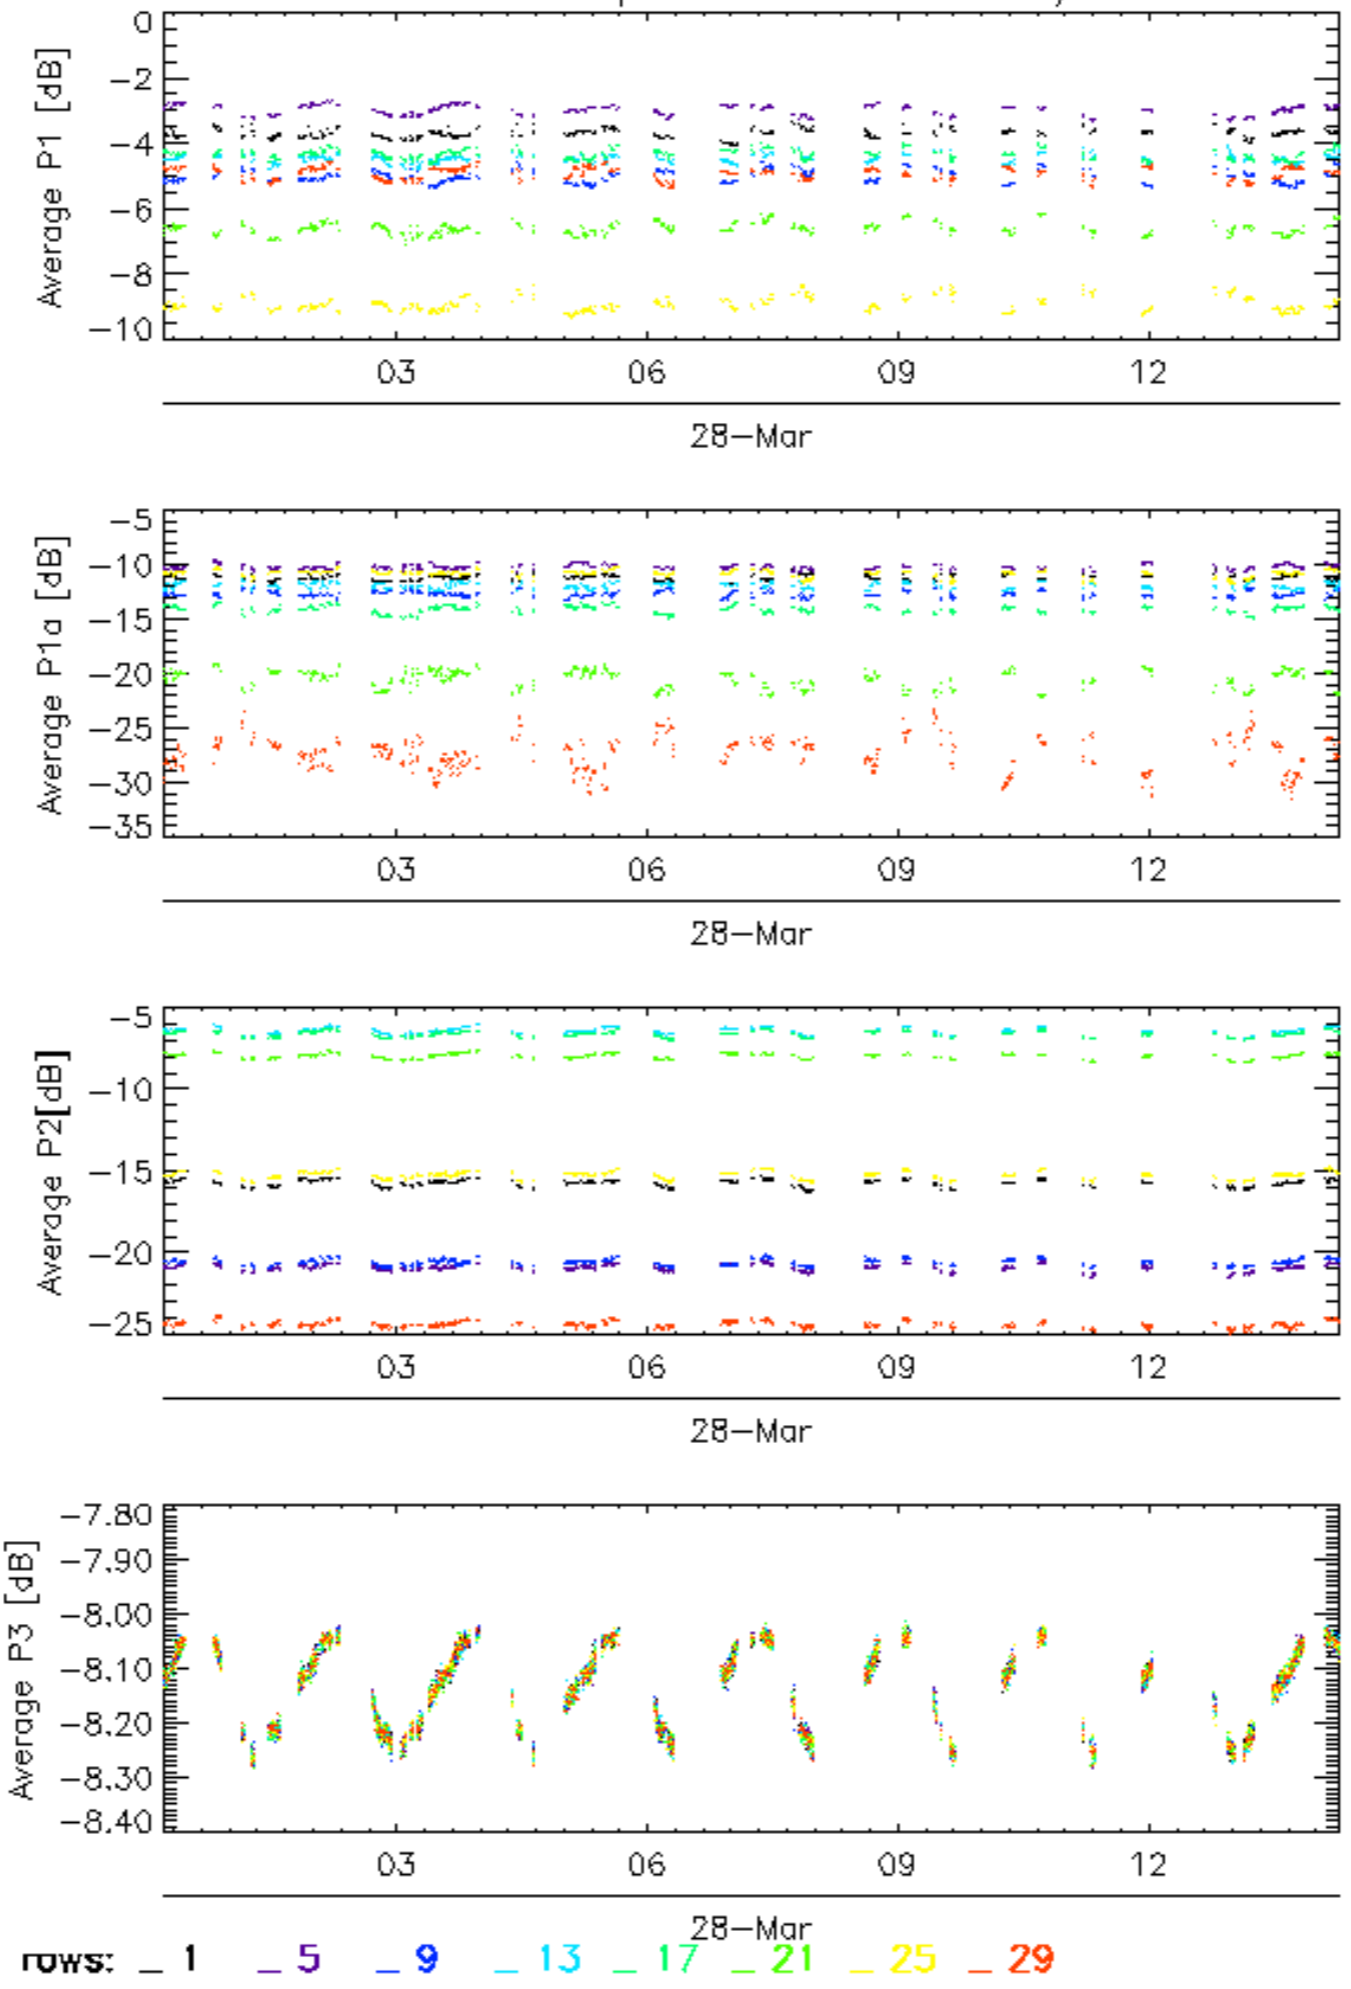 Average P1 [dB]
0
−2
−4
−6
−8
−10
03 06 09 12
28−Mar
Average P1a [dB]
−5
−10
−15
−20
−25
−30
−35
03 06 09 12
28−Mar
Average P2[dB]
−5
−10
−15
−20
−25
03 06 09 12
28−Mar
Average P3 [dB]
−7.80
−7.90
−8.00
−8.10
−8.20
−8.30
−8.40
03 06 09 12
28−Mar
rows: _ 1 _ 5 _ 9 _ 13 _ 17 _ 21 _ 25 _ 29